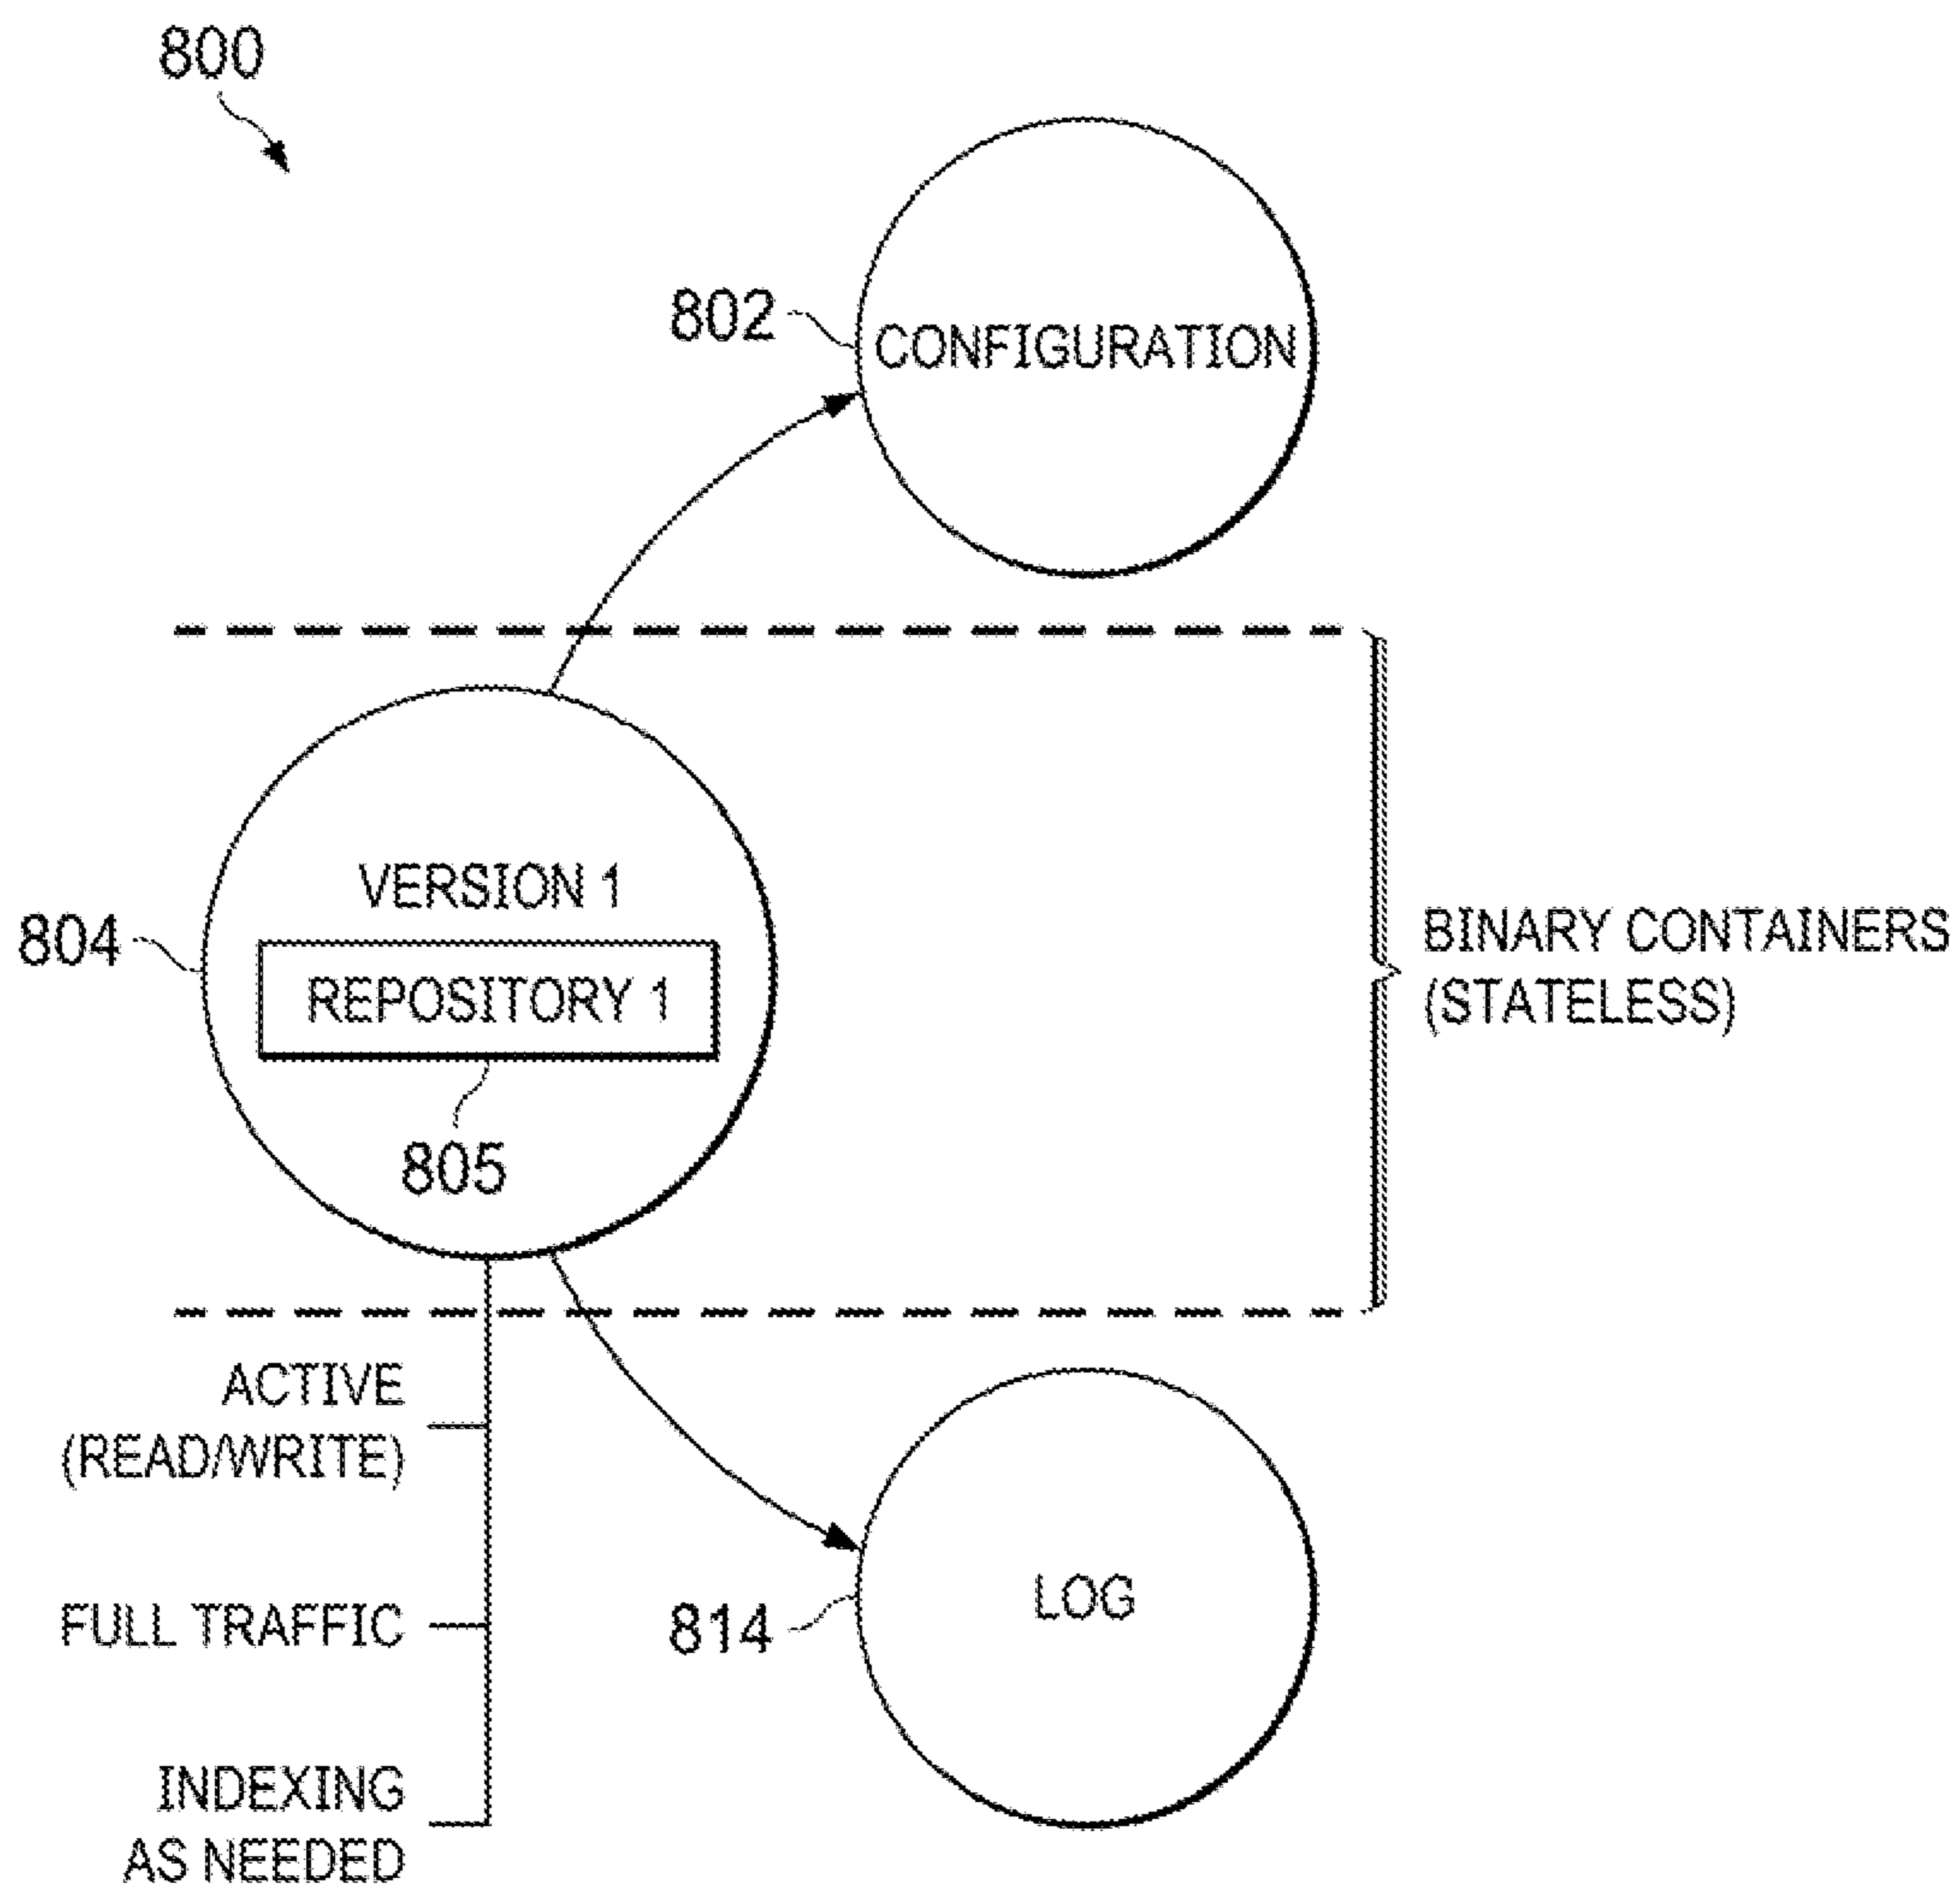 800
802
CONFIGURATION
VERSION 1
804
REPOSITORY 1
805
BINARY CONTAINERS
(STATELESS)
ACTIVE
(READ/WRITE)
FULL TRAFFIC
814
LOG
INDEXING
AS NEEDED